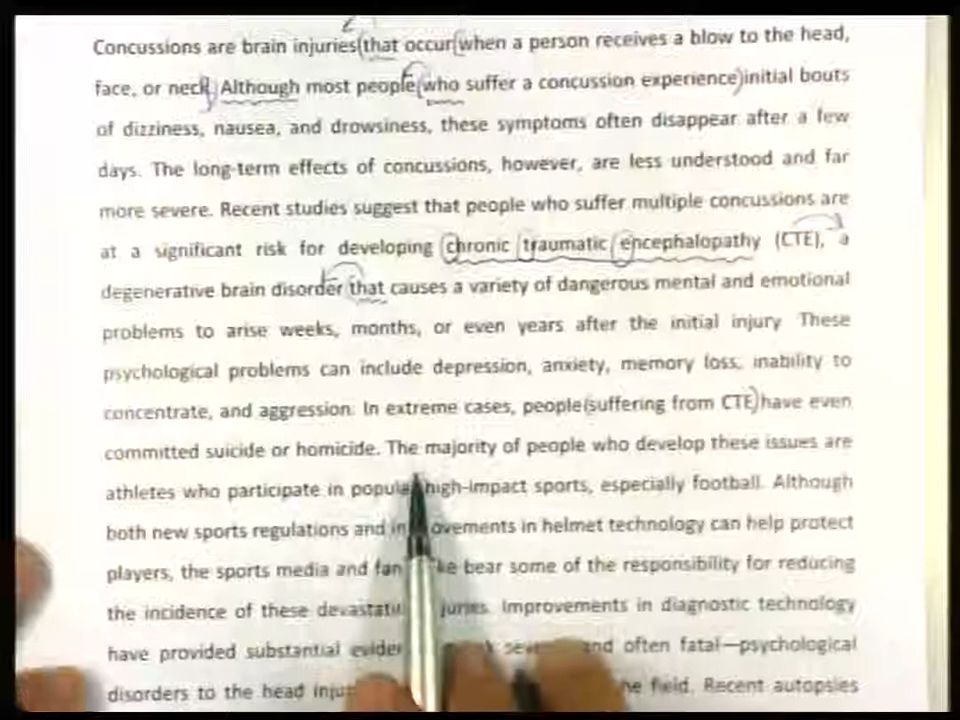 Concussions are brain injuries that occur when a person receives a blow to the head,
face, or neck. Although most people who suffer a concussion experience initial bouts
of dizziness, nausea, and drowsiness, these symptoms often disappear after a few
days. The long-term effects of concussions, however, are less understood and far
more severe. Recent studies suggest that people who suffer multiple concussions are
at a significant risk for developing chronic traumatic encephalopathy (CTE), a
degenerative brain disorder that causes a variety of dangerous mental and emotional
problems to arise weeks, months, or even years after the initial injury These
psychological problems can include depression, anxiety, memory loss, inability to
concentrate, and aggression. In extreme cases, people suffering from CTE have even
committed suicide or homicide. The majority of people who develop these issues are
athletes who participate in high-impact sports, especially football. Although
both new sports regulations and in helmet technology can help protect
players, the sports media and bear some of the responsibility for reducing
the incidence of these Improvements in diagnostic technology
have provided substantial and often fatal—psychological
disorders to the head field. Recent autopsies